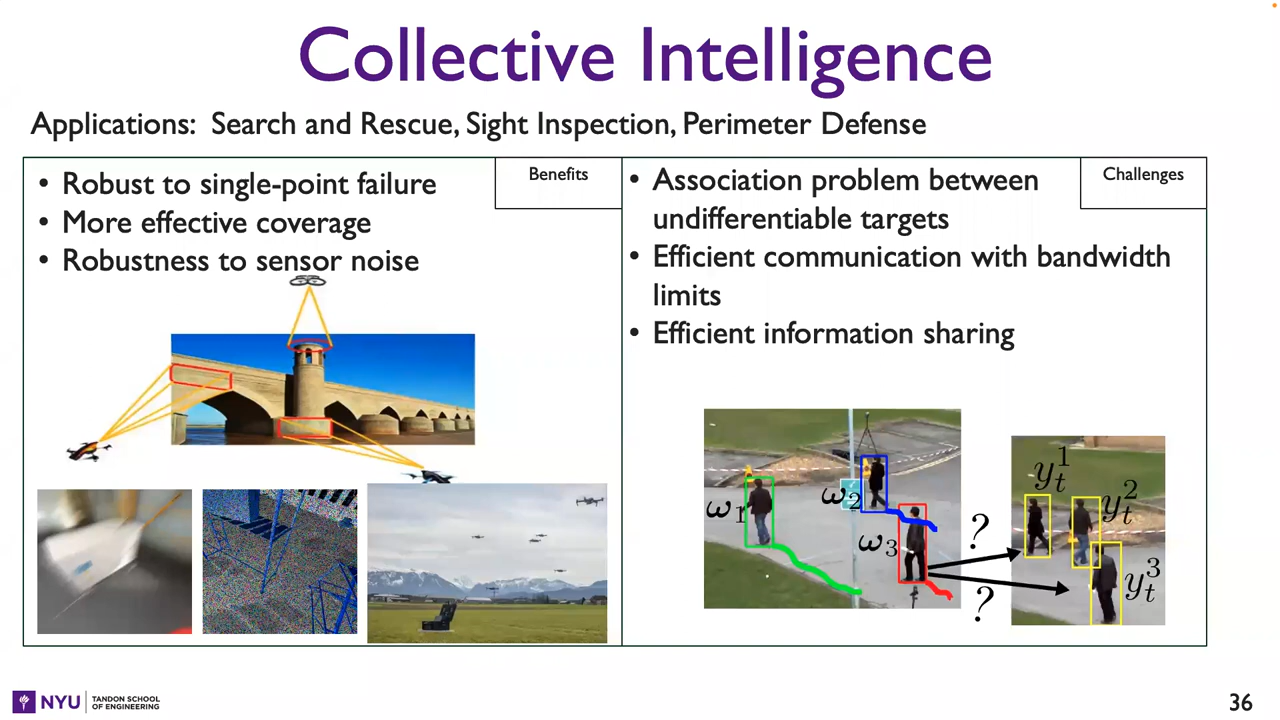 Collective Intelligence
Applications: Search and Rescue, Sight Inspection, Perimeter Defense
Benefits
• Robust to single-point failure
• More effective coverage
• Robustness to sensor noise
Challenges
• Association problem between
undifferentiable targets
• Efficient communication with bandwidth
limits
• Efficient information sharing
ω₁
ω₂
ω₃
?
?
y_t^1
y_t^2
y_t^3
NYU
TANDON SCHOOL
OF ENGINEERING
36